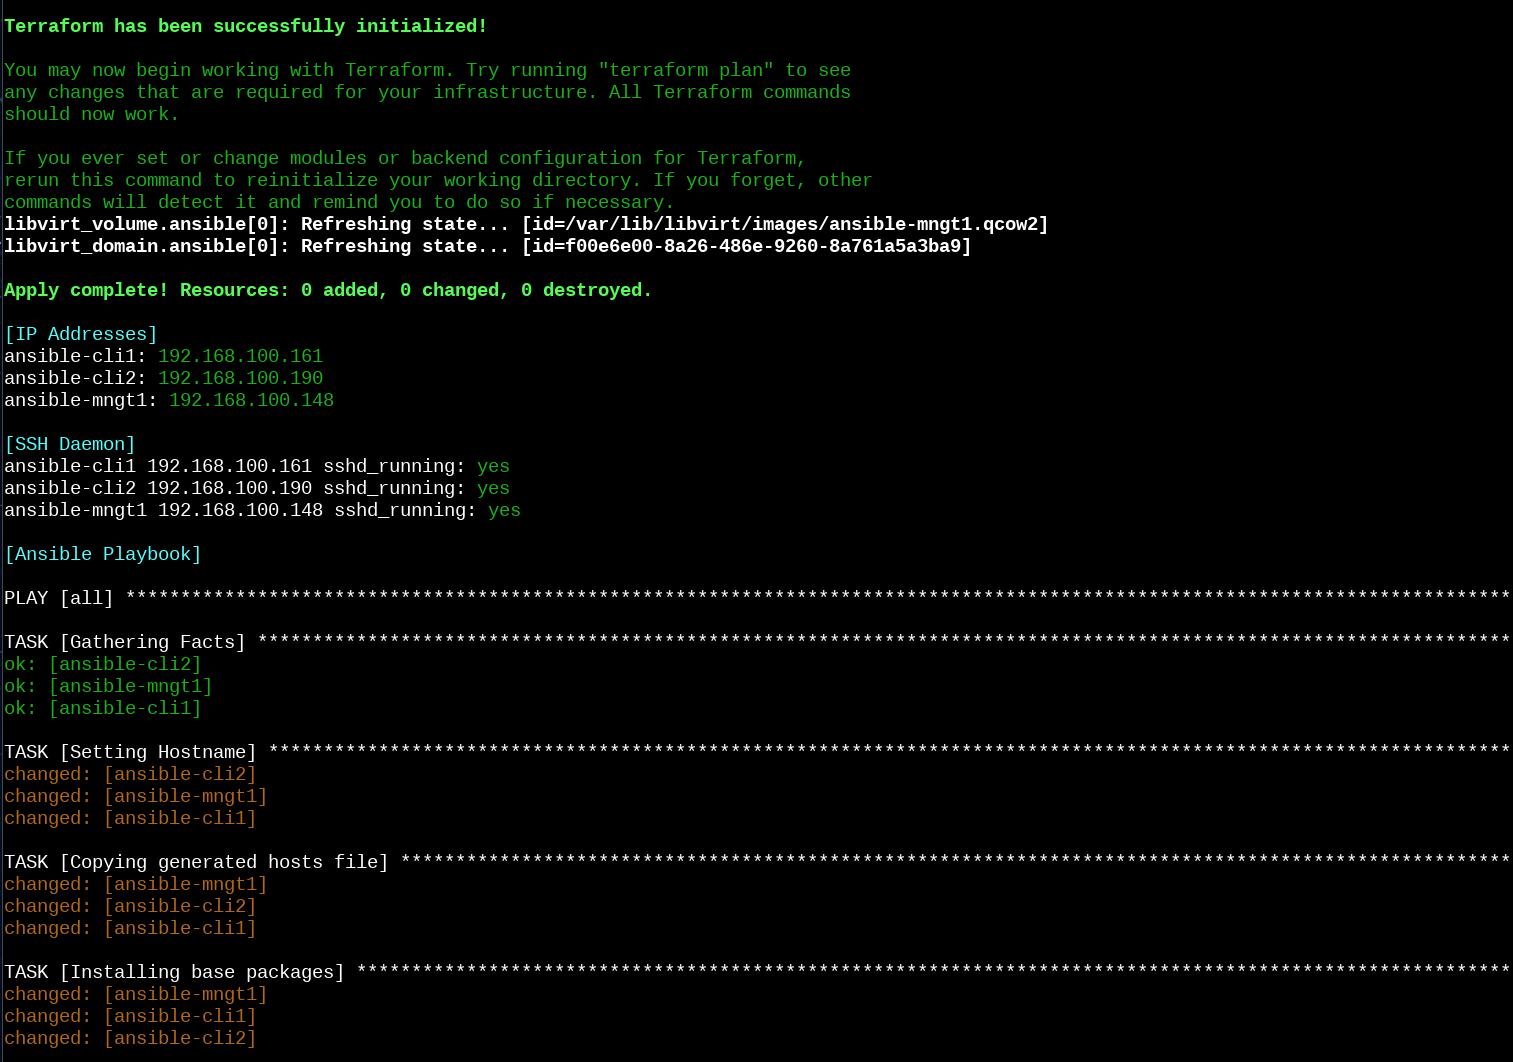 Terraform has been successfully initialized!
You may now begin working with Terraform. Try running "terraform plan" to see
any changes that are required for your infrastructure. All Terraform commands
should now work.
If you ever set or change modules or backend configuration for Terraform,
rerun this command to reinitialize your working directory. If you forget, other
commands will detect it and remind you to do so if necessary.
libvirt_volume.ansible[0]: Refreshing state... [id=/var/lib/libvirt/images/ansible-mngt1.qcow2]
libvirt_domain.ansible[0]: Refreshing state... [id=f00e6e00-8a26-486e-9260-8a761a5a3ba9]
Apply complete! Resources: 0 added, 0 changed, 0 destroyed.
[IP Addresses]
ansible-cli1: 192.168.100.161
ansible-cli2: 192.168.100.190
ansible-mngt1: 192.168.100.148
[SSH Daemon]
ansible-cli1 192.168.100.161 sshd_running: yes
ansible-cli2 192.168.100.190 sshd_running: yes
ansible-mngt1 192.168.100.148 sshd_running: yes
[Ansible Playbook]
PLAY [all] ******************************************************************************************************************************
TASK [Gathering Facts] ******************************************************************************************************************
ok: [ansible-cli2]
ok: [ansible-mngt1]
ok: [ansible-cli1]
TASK [Setting Hostname] *****************************************************************************************************************
changed: [ansible-cli2]
changed: [ansible-mngt1]
changed: [ansible-cli1]
TASK [Copying generated hosts file] *****************************************************************************************************
changed: [ansible-mngt1]
changed: [ansible-cli2]
changed: [ansible-cli1]
TASK [Installing base packages] *********************************************************************************************************
changed: [ansible-mngt1]
changed: [ansible-cli1]
changed: [ansible-cli2]